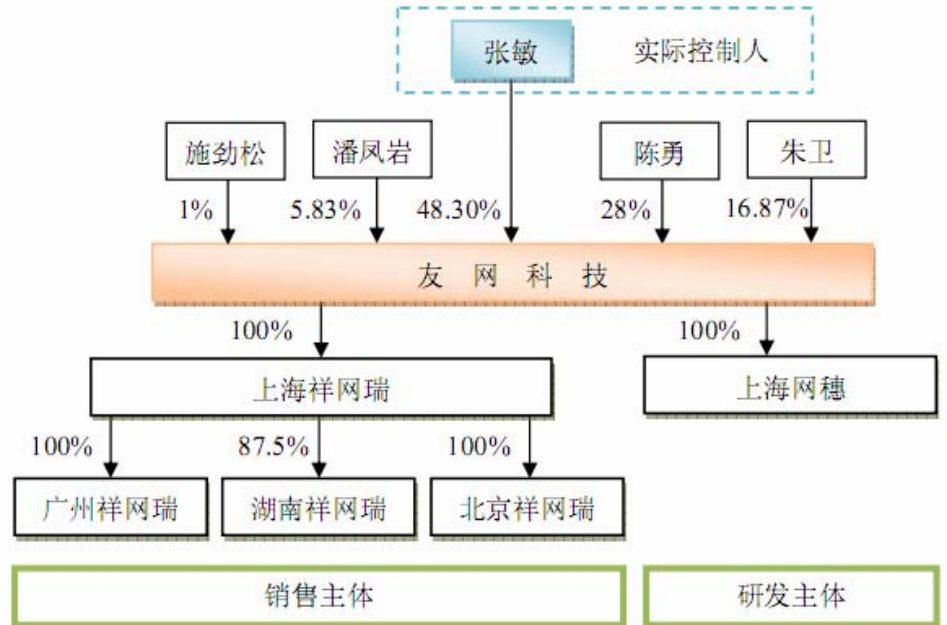 张敏 实际控制人
施劲松 潘凤岩 陈勇 朱卫
1% 5.83% 48.30% 28% 16.87%
友网科技
100% 100%
上海祥网瑞 上海网穗
100% 87.5% 100%
广州祥网瑞 湖南祥网瑞 北京祥网瑞
销售主体 研发主体